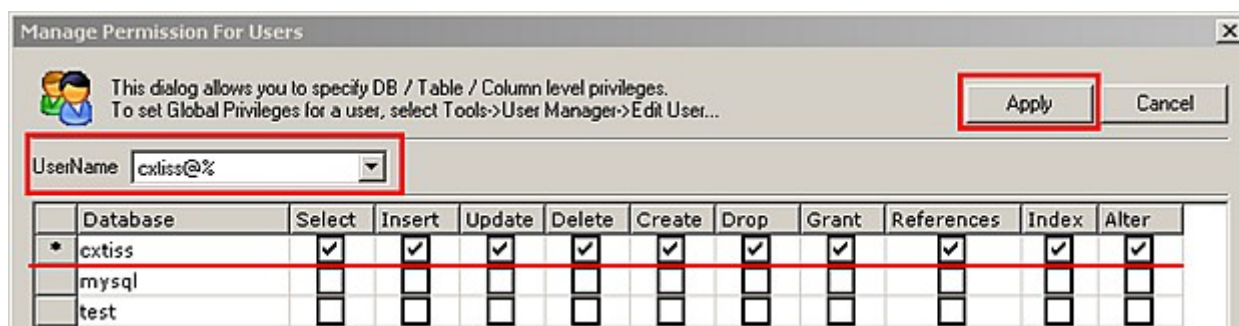 Manage Permission For Users
This dialog allows you to specify DB / Table / Column level privileges.
To set Global Privileges for a user, select Tools->User Manager->Edit User...
Apply
Cancel
UserName cxtiss@%
Database Select Insert Update Delete Create Drop Grant References Index Alter
* cxtiss
mysql
test